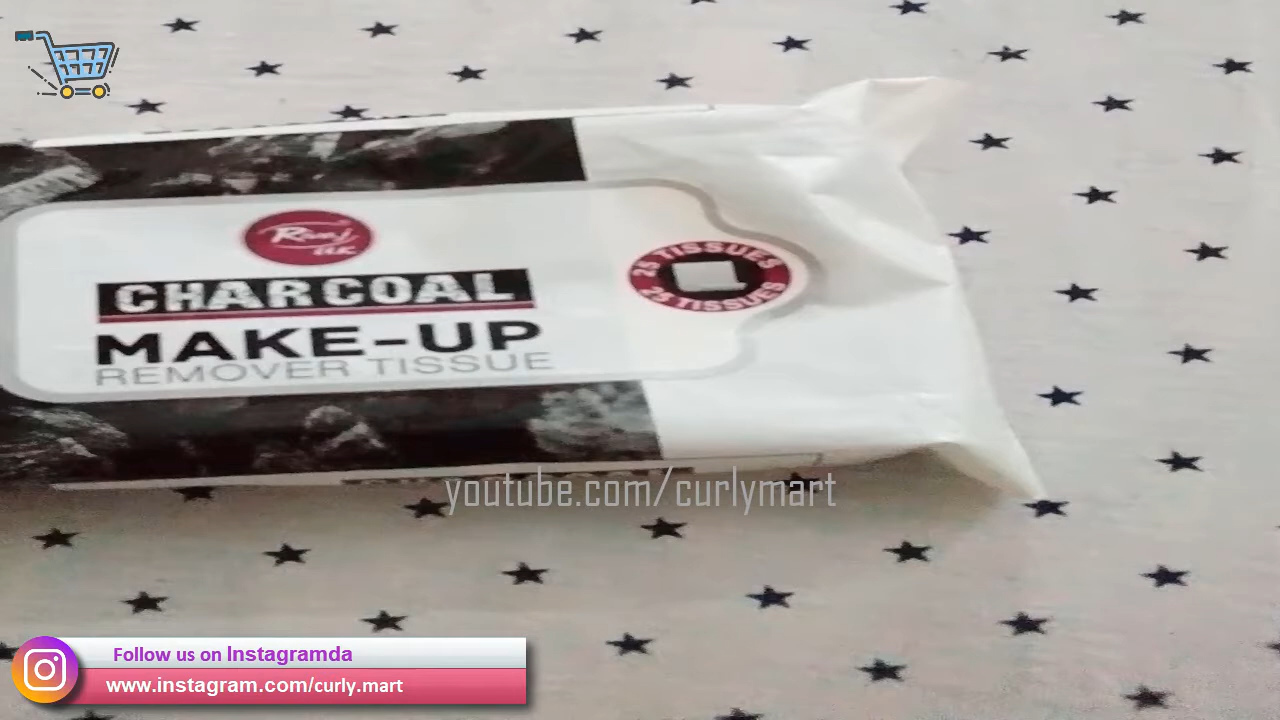 Renj
U.K
CHARCOAL
MAKE-UP
REMOVER TISSUE
25 TISSUES
25 TISSUES
youtube.com/curlymart
Follow us on Instagramda
www.instagram.com/curly.mart